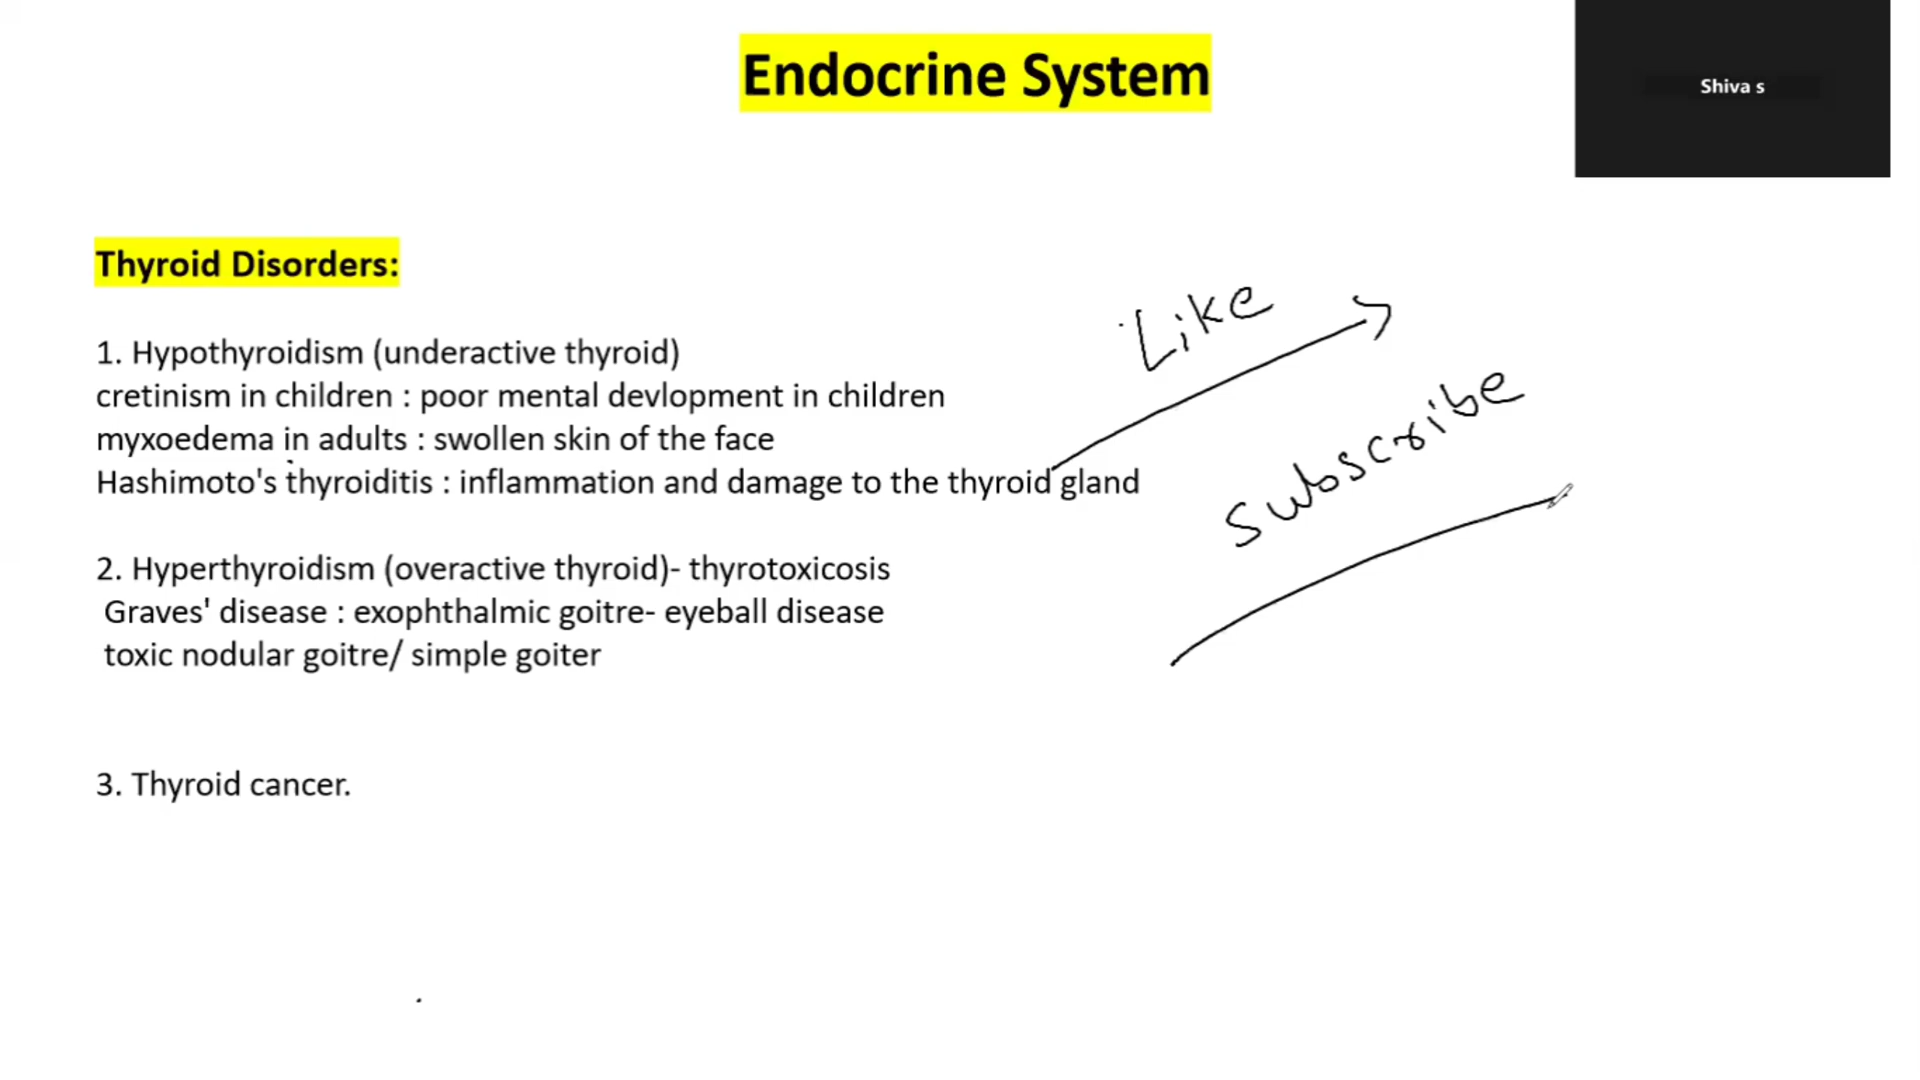 Endocrine System
Shiva s
Thyroid Disorders:
1. Hypothyroidism (underactive thyroid)
cretinism in children : poor mental devlopment in children
myxoedema in adults : swollen skin of the face
Hashimoto's thyroiditis : inflammation and damage to the thyroid gland
2. Hyperthyroidism (overactive thyroid)- thyrotoxicosis
Graves' disease : exophthalmic goitre- eyeball disease
toxic nodular goitre/ simple goiter
3. Thyroid cancer.
Like
Subscribe